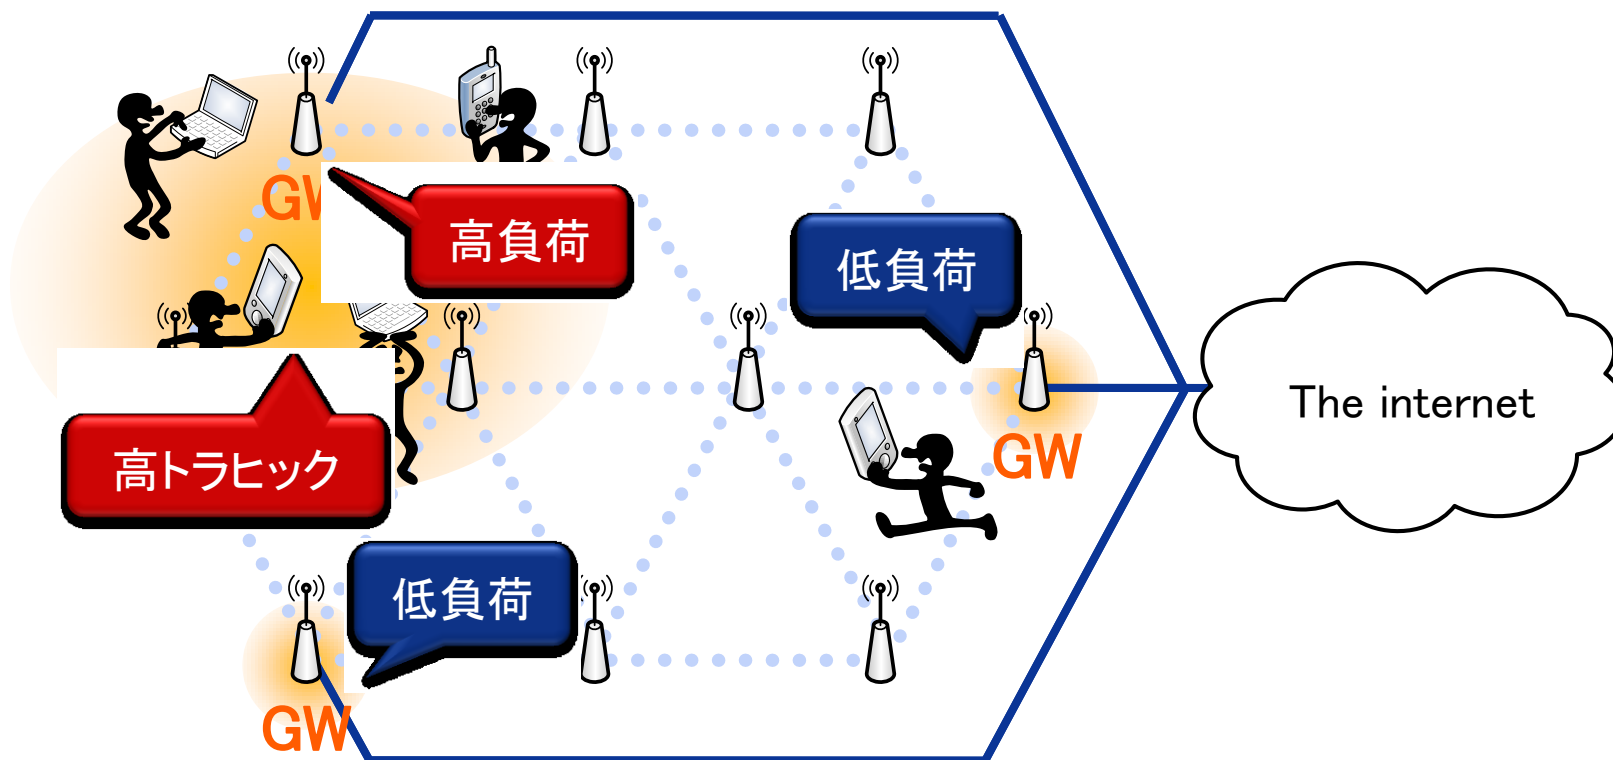 GW
高負荷
低負荷
The internet
GW
高トラヒック
低負荷
GW